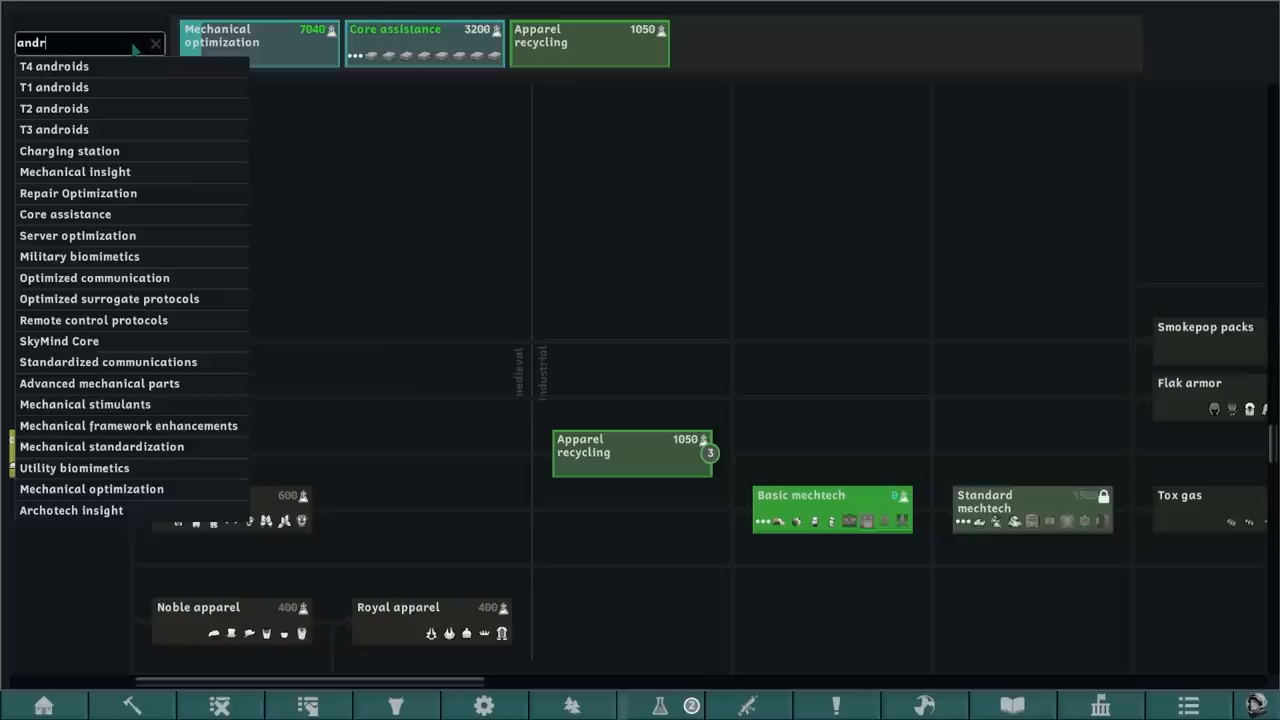 andr
Mechanical optimization 7040
Core assistance 3200
Apparel recycling 1050
T4 androids
T1 androids
T2 androids
T3 androids
Charging station
Mechanical insight
Repair Optimization
Core assistance
Server optimization
Military biomimetics
Optimized communication
Optimized surrogate protocols
Remote control protocols
SkyMind Core
Standardized communications
Advanced mechanical parts
Mechanical stimulants
Mechanical framework enhancements
Mechanical standardization
Utility biomimetics
Mechanical optimization
Archotech insight
medieval
industrial
Smokepop packs
Flak armor
Apparel recycling 1050
3
600
Basic mechtech 0
Standard mechtech
Tox gas
Noble apparel 400
Royal apparel 400
2